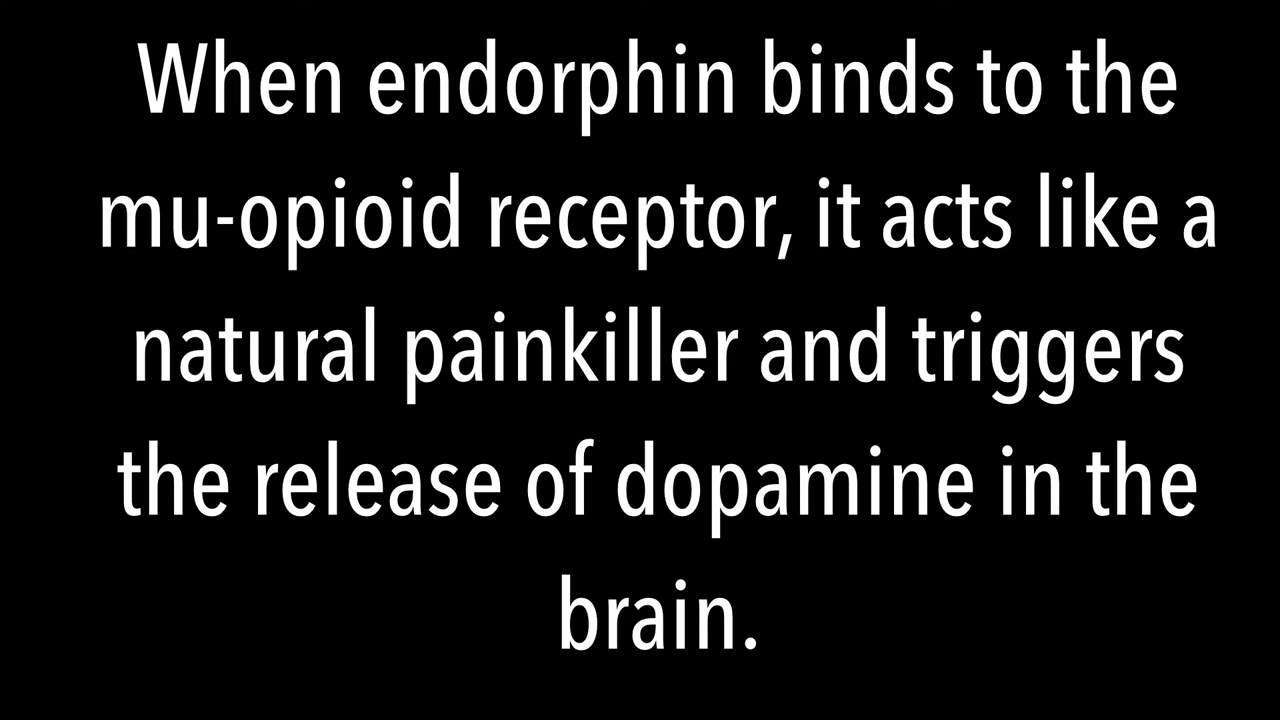 When endorphin binds to the
mu-opioid receptor, it acts like a
natural painkiller and triggers
the release of dopamine in the
brain.